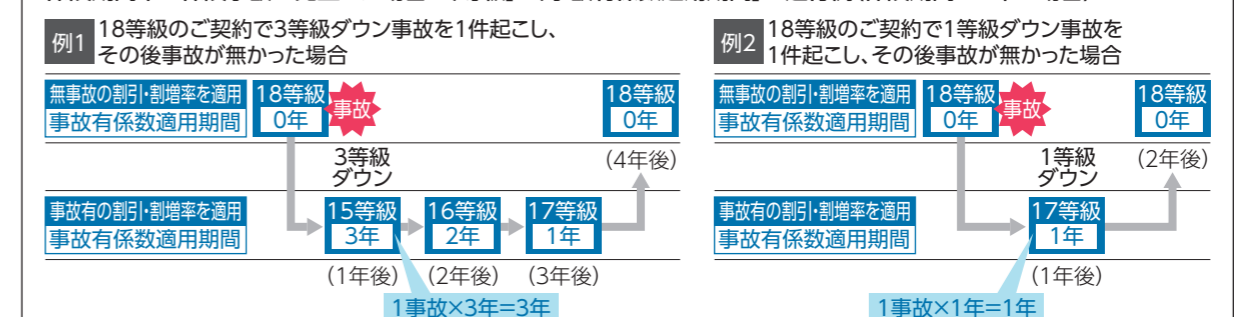 例1
18等級のご契約で3等級ダウン事故を1件起こし、
その後事故が無かった場合
無事故の割引・割増率を適用
事故有係数適用期間
18等級
0年
事故
18等級
0年
3等級
ダウン
(4年後)
事故有の割引・割増率を適用
事故有係数適用期間
15等級
3年
16等級
2年
17等級
1年
(1年後)
(2年後)
(3年後)
1事故×3年=3年
例2
18等級のご契約で1等級ダウン事故を
1件起こし、その後事故が無かった場合
無事故の割引・割増率を適用
事故有係数適用期間
18等級
0年
事故
18等級
0年
1等級
ダウン
(2年後)
事故有の割引・割増率を適用
事故有係数適用期間
17等級
1年
(1年後)
1事故×1年=1年